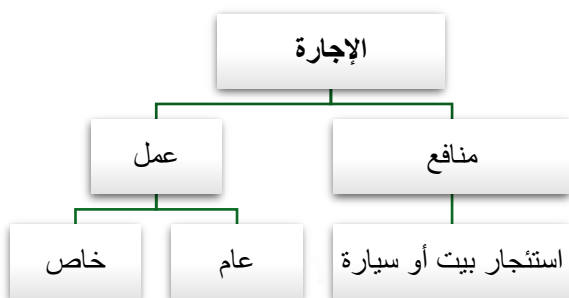 الإجارة
منافع
عمل
استئجار بيت أو سيارة
عام
خاص